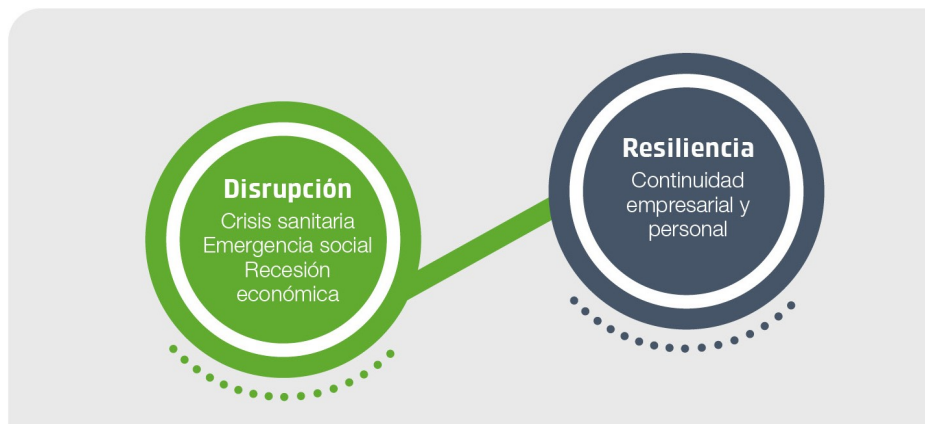 Disrupción
Crisis sanitaria
Emergencia social
Recesión
económica
Resiliencia
Continuidad
empresarial y
personal